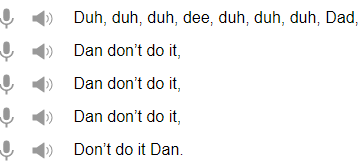 Duh, duh, duh, dee, duh, duh, duh, Dad,
Dan don’t do it,
Dan don’t do it,
Dan don’t do it,
Don’t do it Dan.